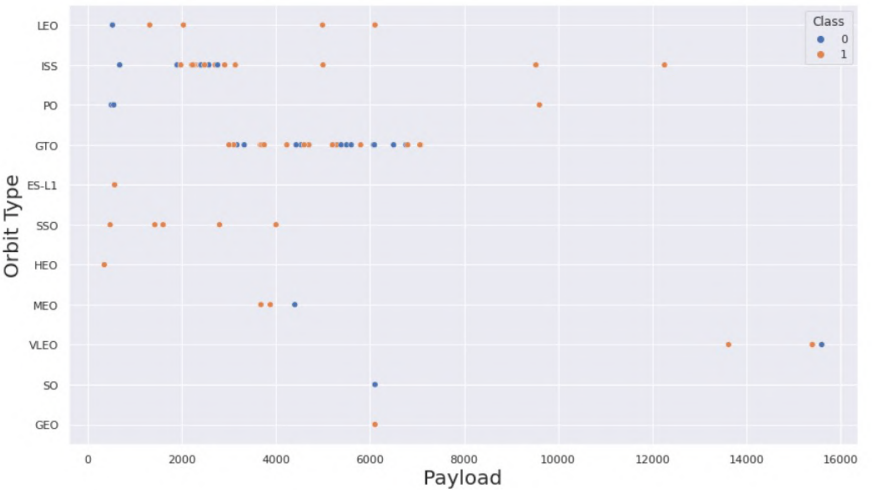 LEO
ISS
PO
GTO
ES-L1
SSO
HEO
MEO
VLEO
SO
GEO
Orbit Type
Class
0
1
0 2000 4000 6000 8000 10000 12000 14000 16000
Payload